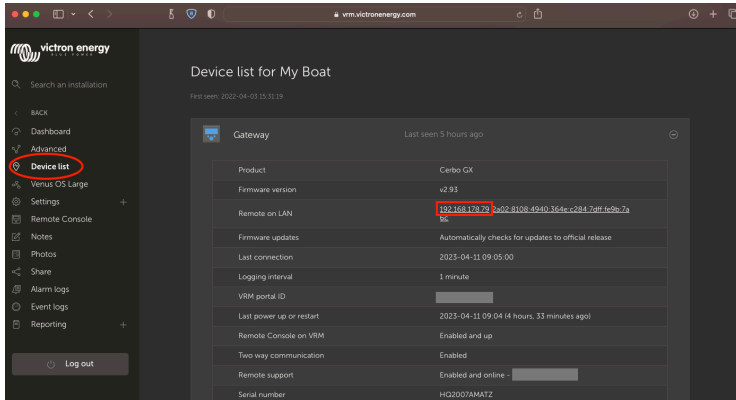 vrm.victronenergy.com
victron energy
BLUE POWER
Search an installation
BACK
Dashboard
Advanced
Device list
Venus OS Large
Settings
Remote Console
Notes
Photos
Share
Alarm logs
Event logs
Reporting
Log out
Device list for My Boat
First seen: 2022-04-03 15:31:19
Gateway Last seen 5 hours ago
Product Cerbo GX
Firmware version v2.93
Remote on LAN 192.168.178.79 2a02:8108:4940:364e:c284:7dff:fe9b:7a
bc
Firmware updates Automatically checks for updates to official release
Last connection 2023-04-11 09:05:00
Logging interval 1 minute
VRM portal ID
Last power up or restart 2023-04-11 09:04 (4 hours, 33 minutes ago)
Remote Console on VRM Enabled and up
Two way communication Enabled
Remote support Enabled and online -
Serial number HQ2007AMATZ